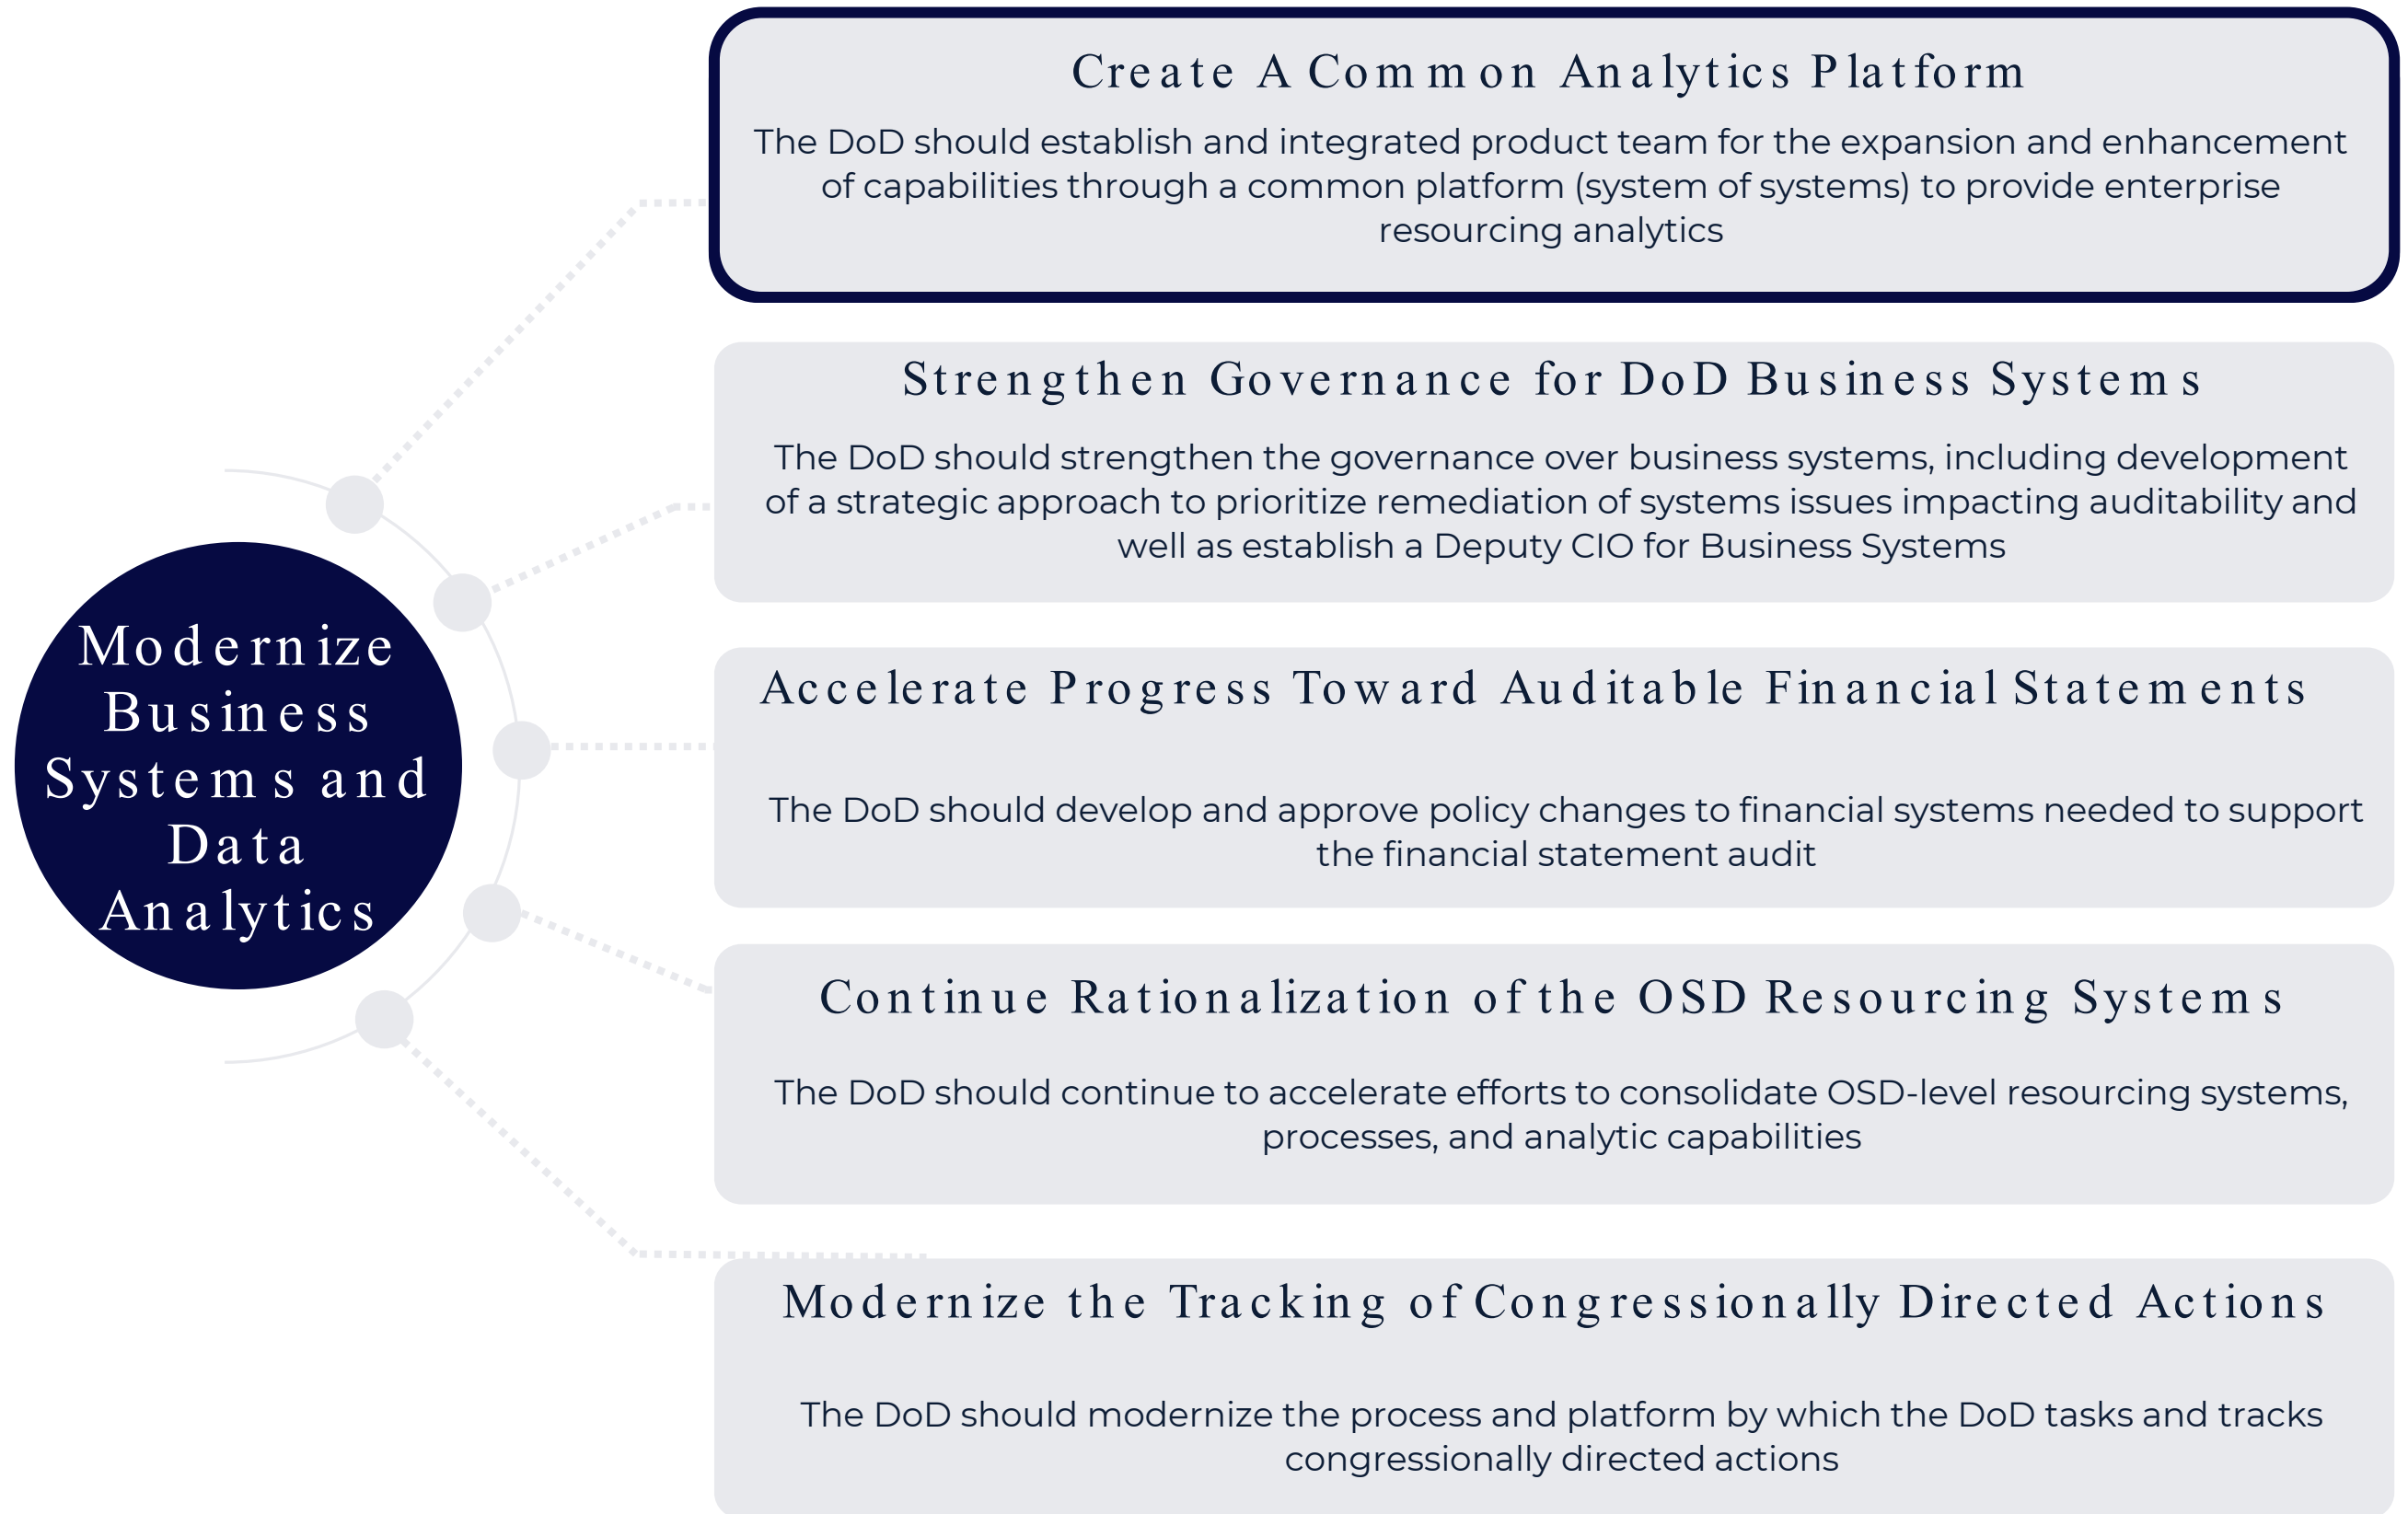 Create A Common Analytics Platform
The DoD should establish and integrated product team for the expansion and enhancement
of capabilities through a common platform (system of systems) to provide enterprise
resourcing analytics
Strengthen Governance for DoD Business Systems
The DoD should strengthen the governance over business systems, including development
of a strategic approach to prioritize remediation of systems issues impacting auditability and
well as establish a Deputy CIO for Business Systems
Modernize
Business
Systems and
Data
Analytics
Accelerate Progress Toward Auditable Financial Statements
The DoD should develop and approve policy changes to financial systems needed to support
the financial statement audit
Continue Rationalization of the OSD Resourcing Systems
The DoD should continue to accelerate efforts to consolidate OSD-level resourcing systems,
processes, and analytic capabilities
Modernize the Tracking of Congressionally Directed Actions
The DoD should modernize the process and platform by which the DoD tasks and tracks
congressionally directed actions